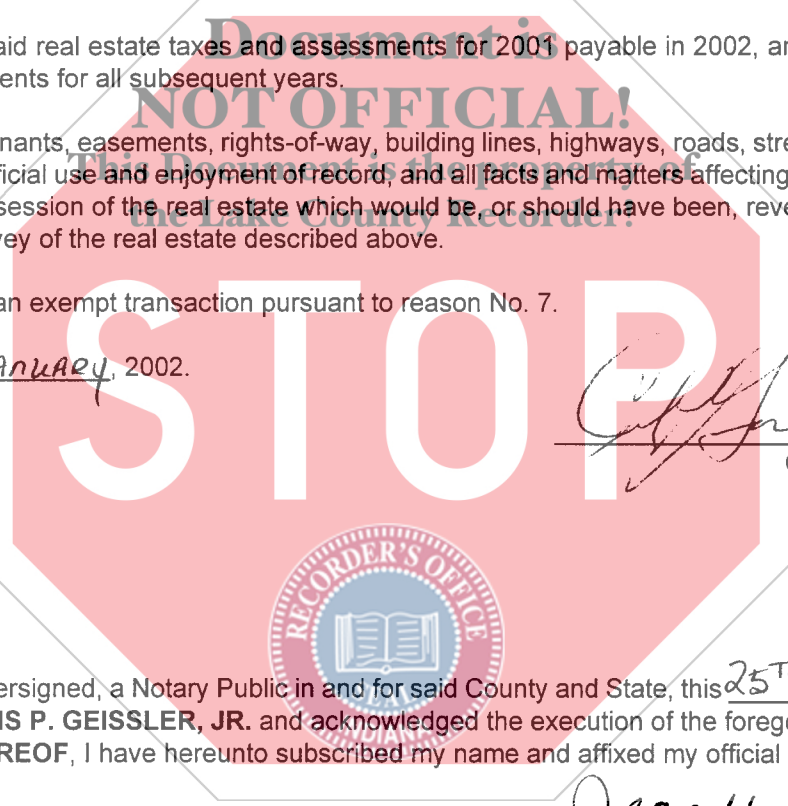 Document is
aid real estate taxes and assessments for 2001 payable in 2002, an
ents for all subsequent years.
NOT OFFICIAL!
nants, easements, rights-of-way, building lines, highways, roads, stre
This Document is the property of
ficial use and enjoyment of record, and all facts and matters affecting
the Lake County Recorder!
session of the real estate which would be, or should have been, reve
vey of the real estate described above.
an exempt transaction pursuant to reason No. 7.
anuary, 2002.
STOP
RECORDER'S OFFICE
ersigned, a Notary Public in and for said County and State, this 25T
IS P. GEISSLER, JR. and acknowledged the execution of the forego
INDIANA
REOF, I have hereunto subscribed my name and affixed my official